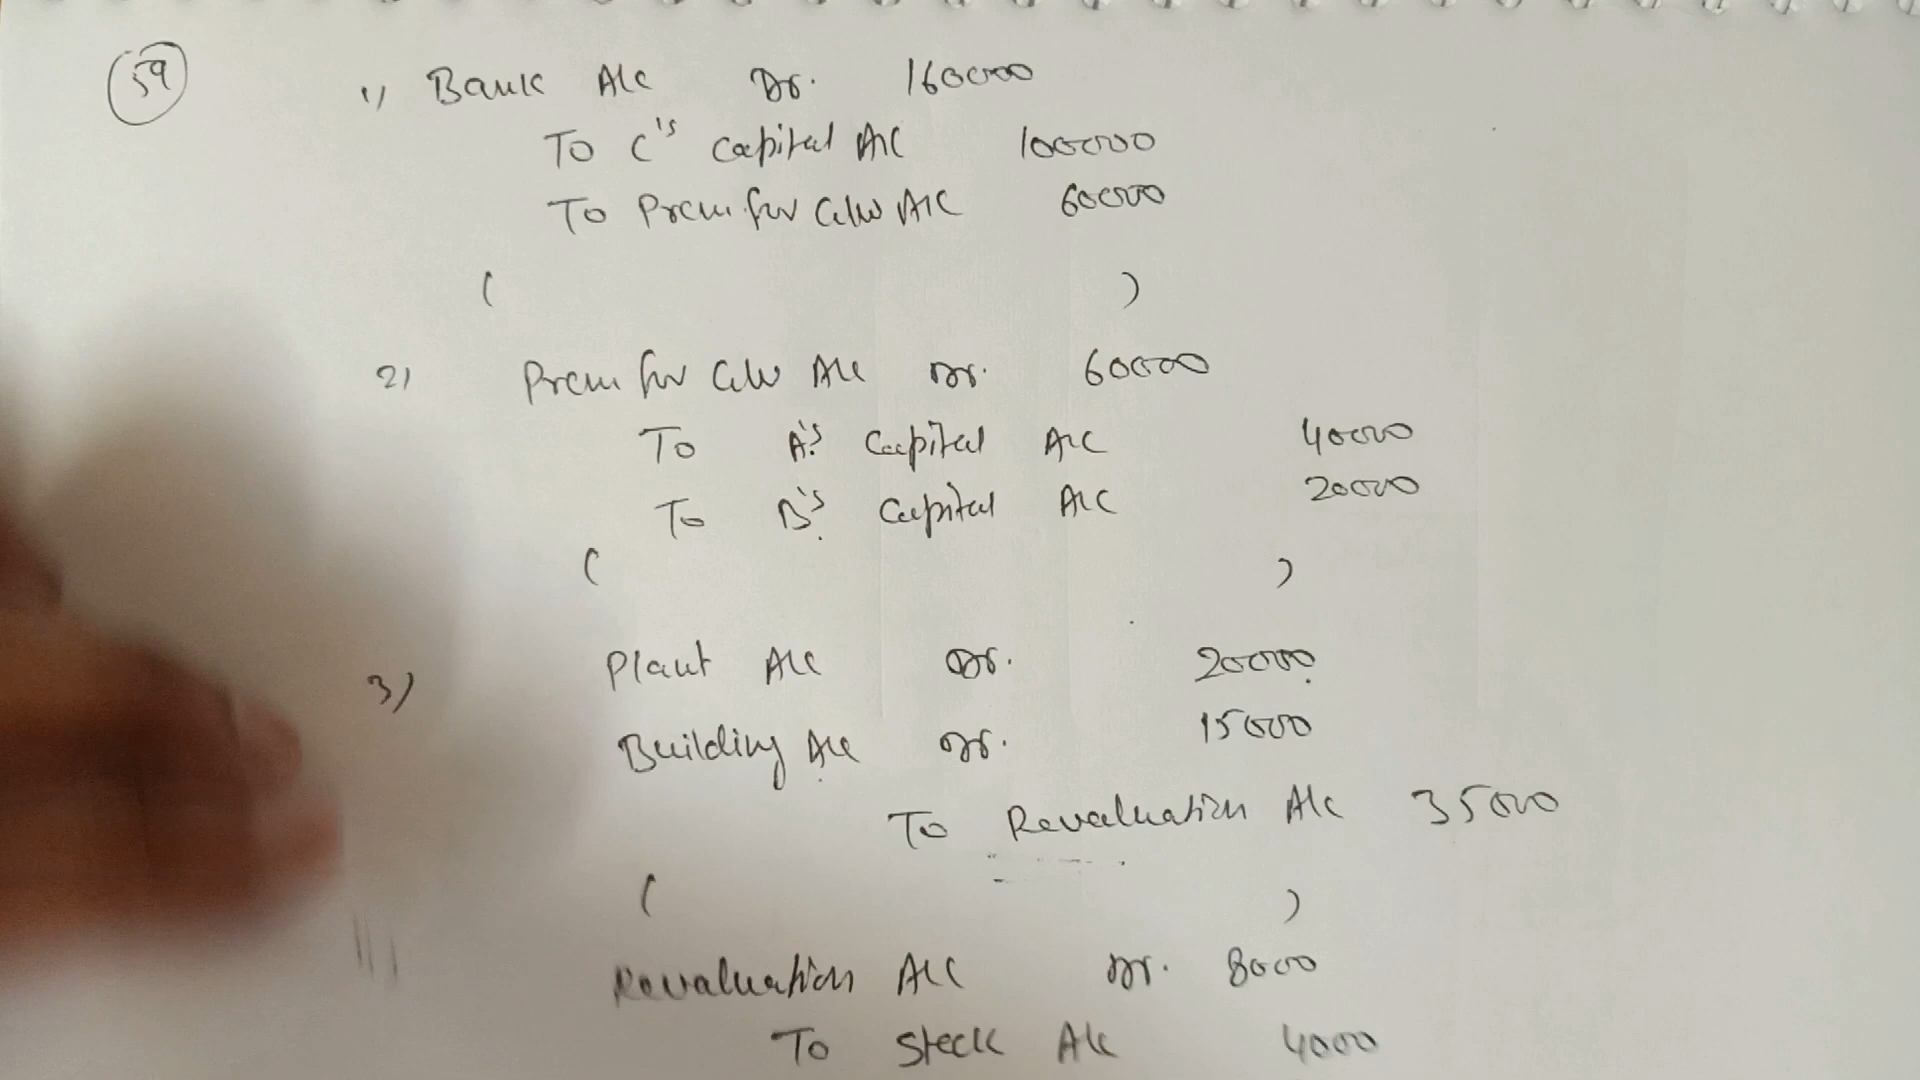 59
1) Bank A/c Dr. 160000
To C's Capital A/c 100000
To Prem. for G/w A/c 60000
( )
2) Prem for G/w A/c Dr. 60000
To A's Capital A/c 40000
To B's Capital A/c 20000
( )
3) Plant A/c Dr. 20000
Building A/c Dr. 15000
To Revaluation A/c 35000
( )
Revaluation A/c Dr. 8000
To Stock A/c 4000